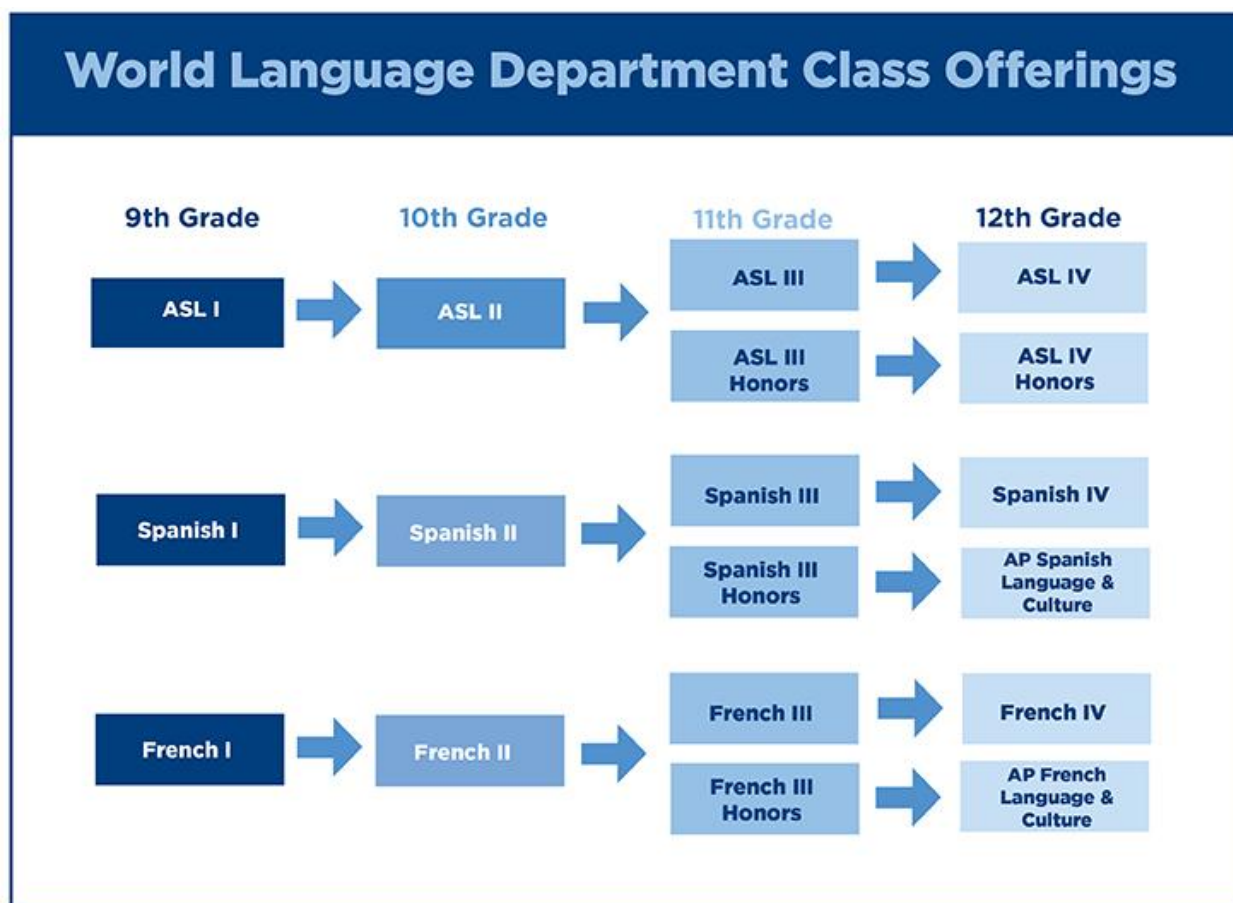 World Language Department Class Offerings
9th Grade
10th Grade
11th Grade
12th Grade
ASL I
ASL II
ASL III
ASL IV
ASL III
Honors
ASL IV
Honors
Spanish I
Spanish II
Spanish III
Spanish IV
Spanish III
Honors
AP Spanish
Language &
Culture
French I
French II
French III
French IV
French III
Honors
AP French
Language &
Culture